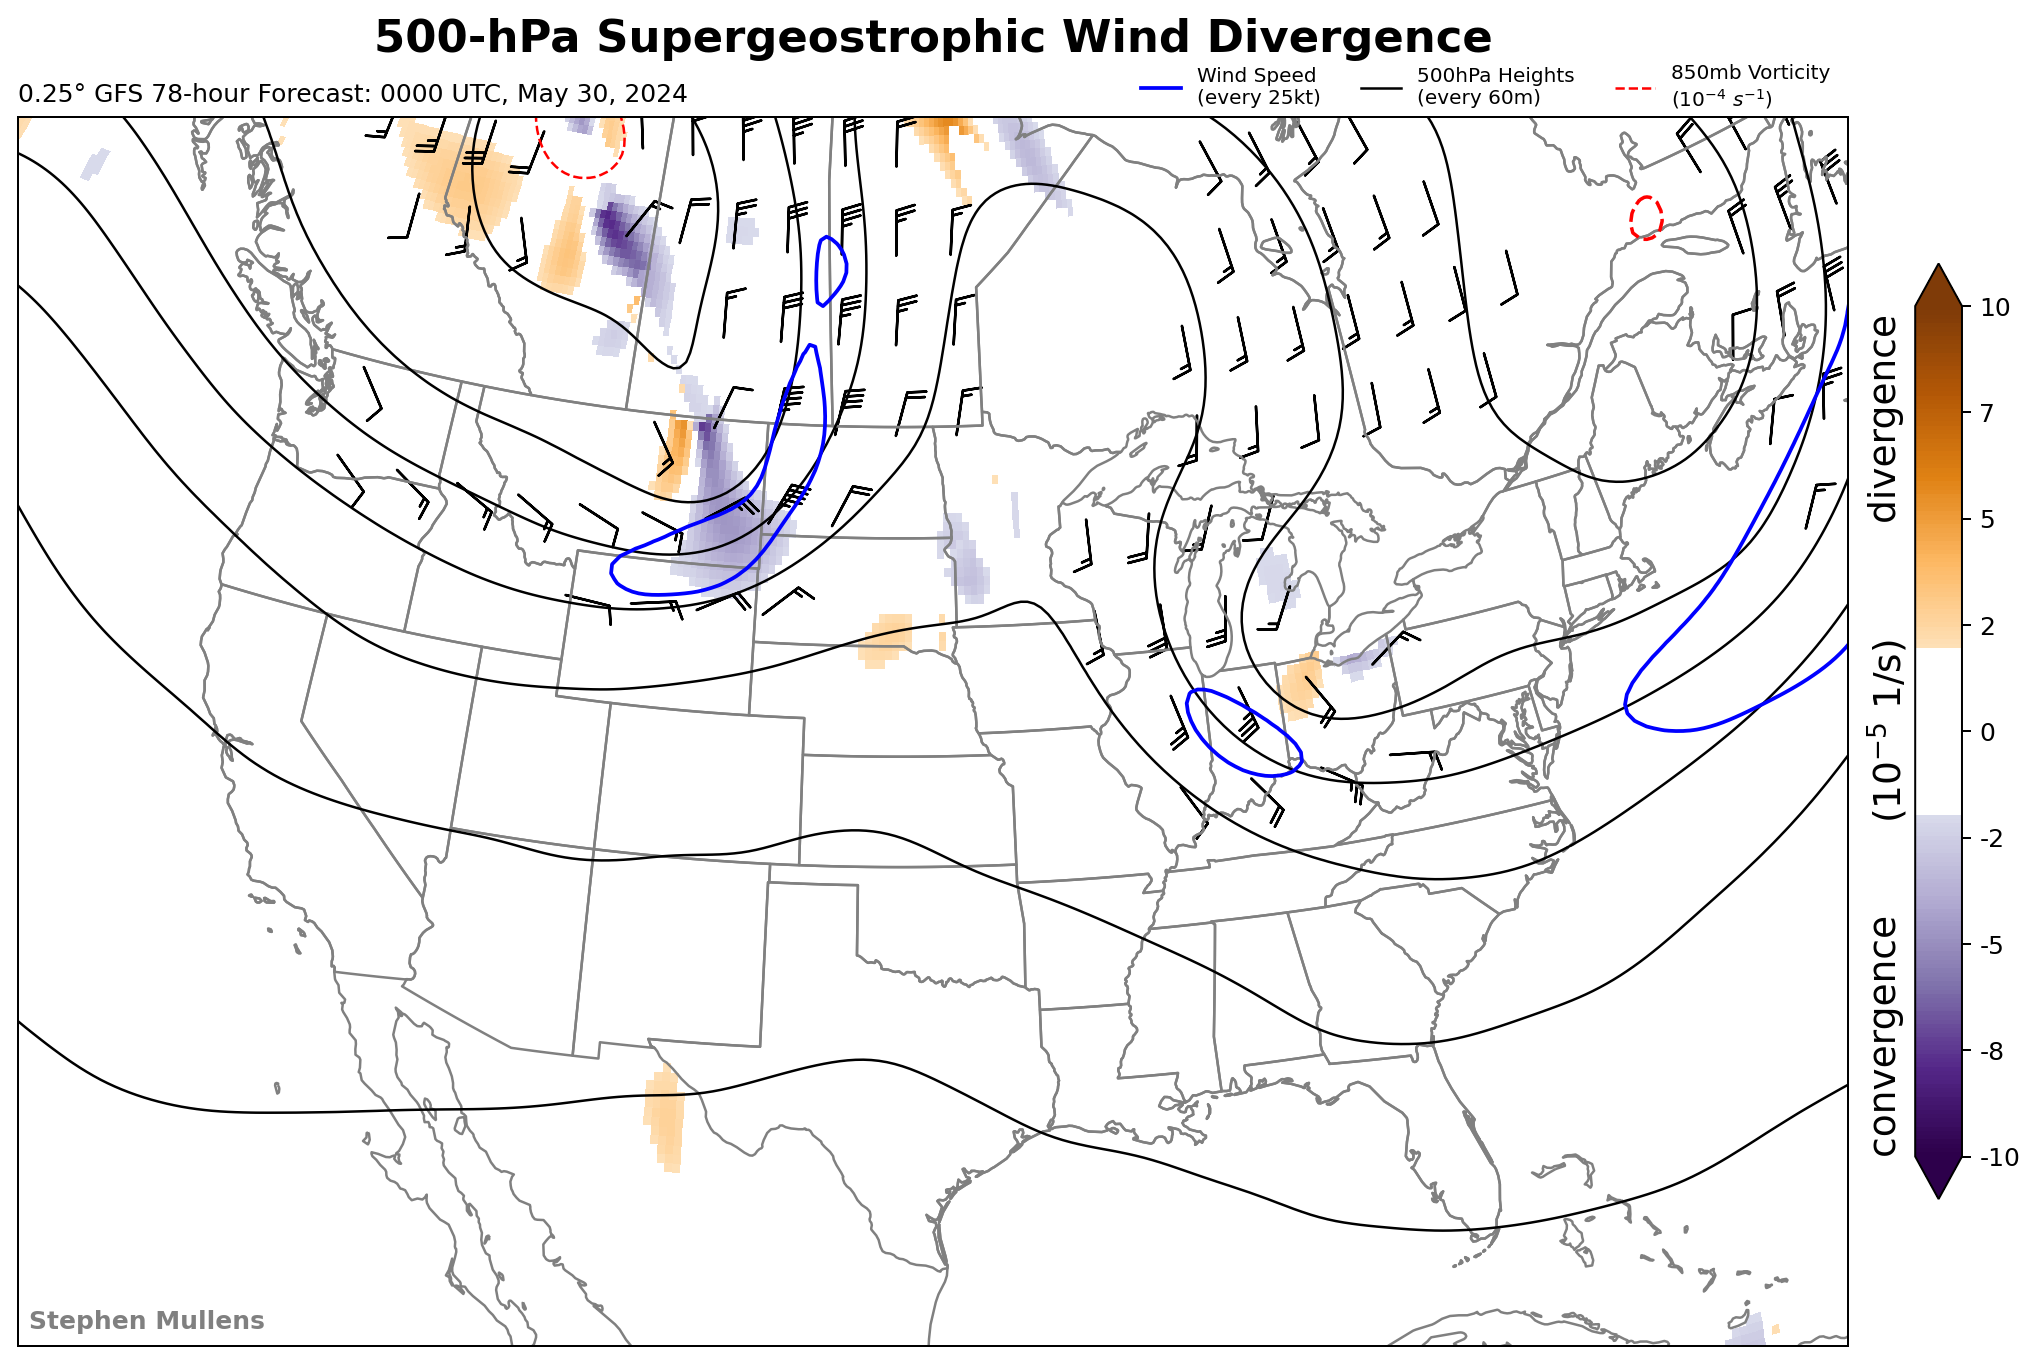 500-hPa Supergeostrophic Wind Divergence
0.25° GFS 78-hour Forecast: 0000 UTC, May 30, 2024
Wind Speed
(every 25kt)
500hPa Heights
(every 60m)
850mb Vorticity
(10⁻⁴ s⁻¹)
10
7
5
2
0
-2
-5
-8
-10
convergence (10⁻⁵ 1/s) divergence
Stephen Mullens